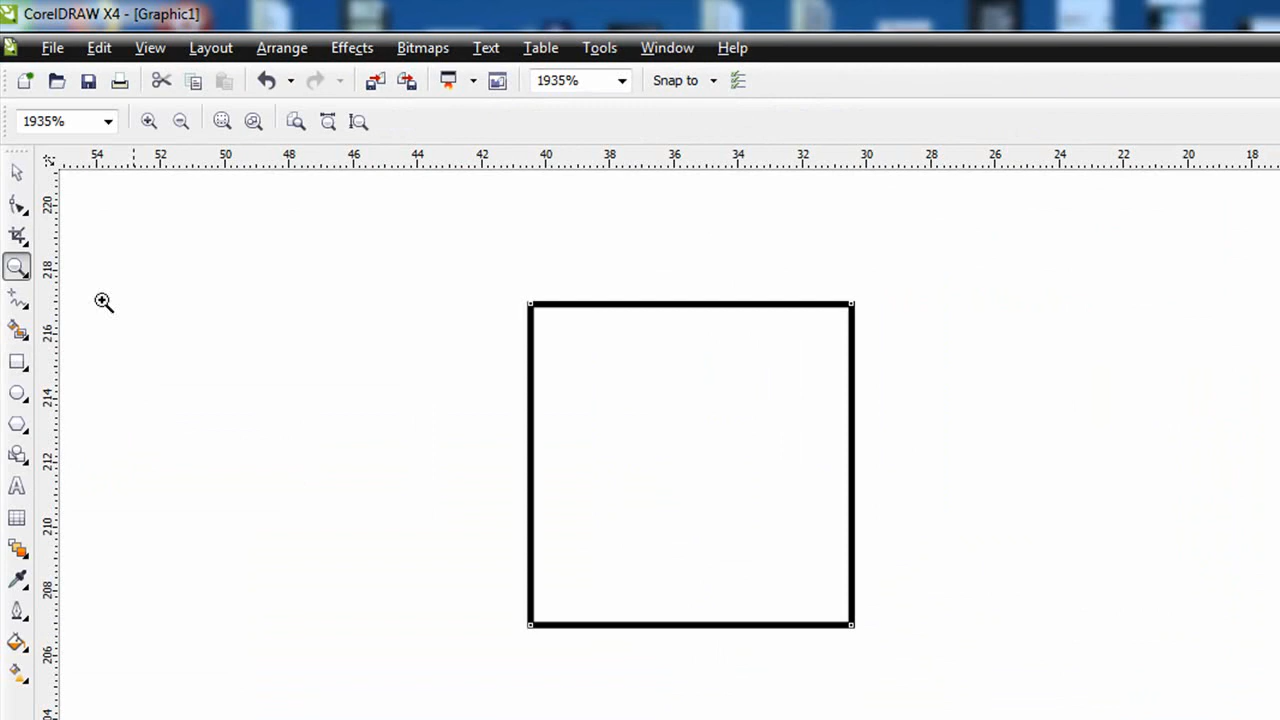 CorelDRAW X4 - [Graphic1]
File Edit View Layout Arrange Effects Bitmaps Text Table Tools Window Help
1935% Snap to
1935%
54 52 50 48 46 44 42 40 38 36 34 32 30 28 26 24 22 20 18
220
218
216
214
212
210
208
206
204